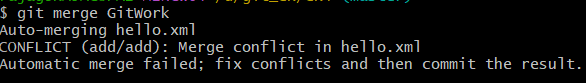 $ git merge GitWork
Auto-merging hello.xml
CONFLICT (add/add): Merge conflict in hello.xml
Automatic merge failed; fix conflicts and then commit the result.